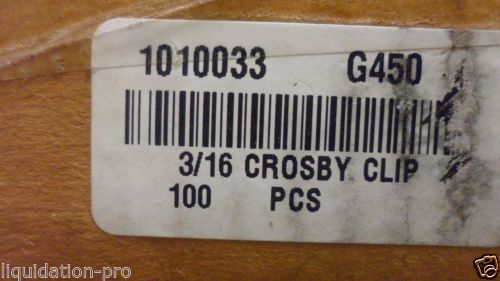 1010033 G450
3/16 CROSBY CLIP
100 PCS
liquidation-pro